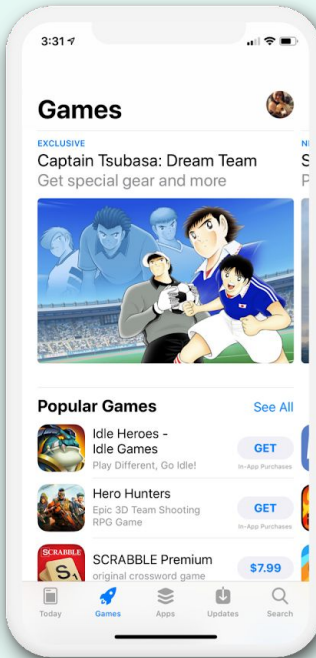 3:31
Games
EXCLUSIVE
Captain Tsubasa: Dream Team
Get special gear and more
Popular Games
See All
Idle Heroes -
Idle Games
Play Different, Go Idle!
GET
In-App Purchases
Hero Hunters
Epic 3D Team Shooting
RPG Game
GET
In-App Purchases
SCRABBLE
S₁
SCRABBLE Premium
original crossword game
$7.99
Today
Games
Apps
Updates
Search